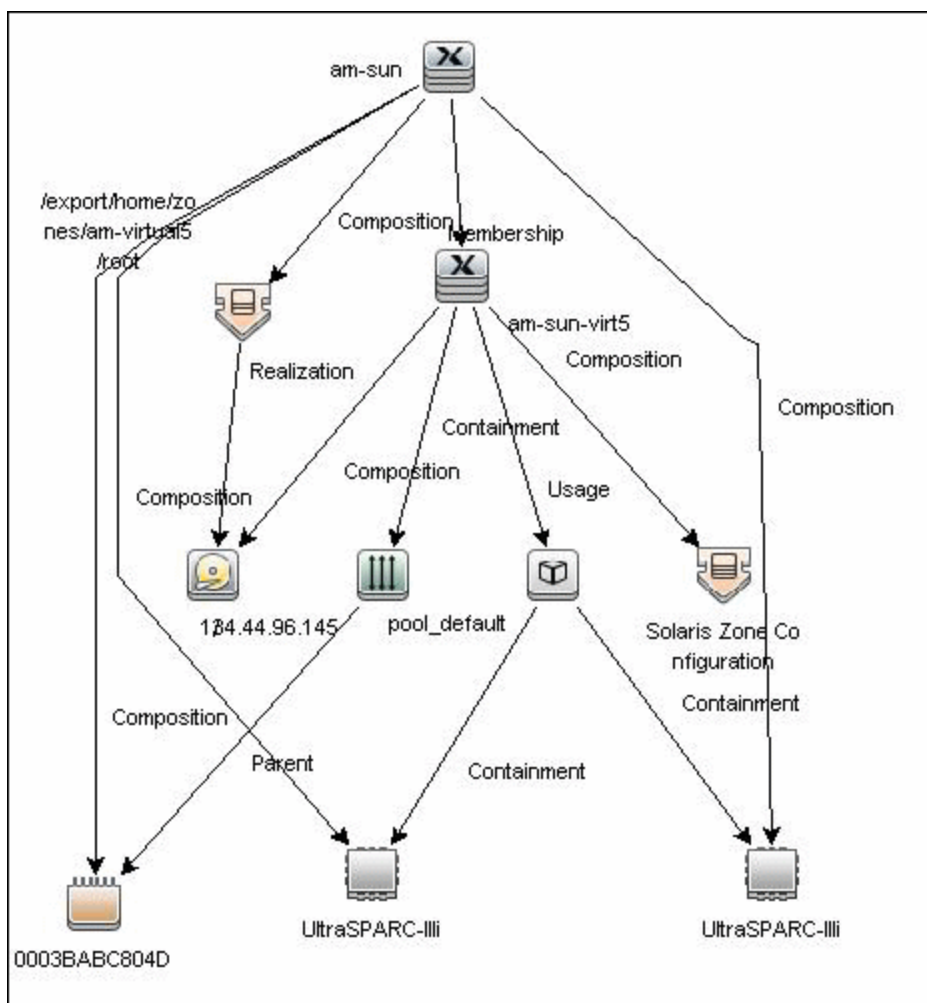 am-sun
/export/home/zo
nes/am-virtual5
/root
Composition
Membership
am-sun-virt5
Realization
Composition
Composition
Containment
Composition
Usage
Composition
134.44.96.145
pool_default
Solaris Zone Co
nfiguration
Containment
Composition
Parent
Containment
0003BABC804D
UltraSPARC-IIIi
UltraSPARC-IIIi